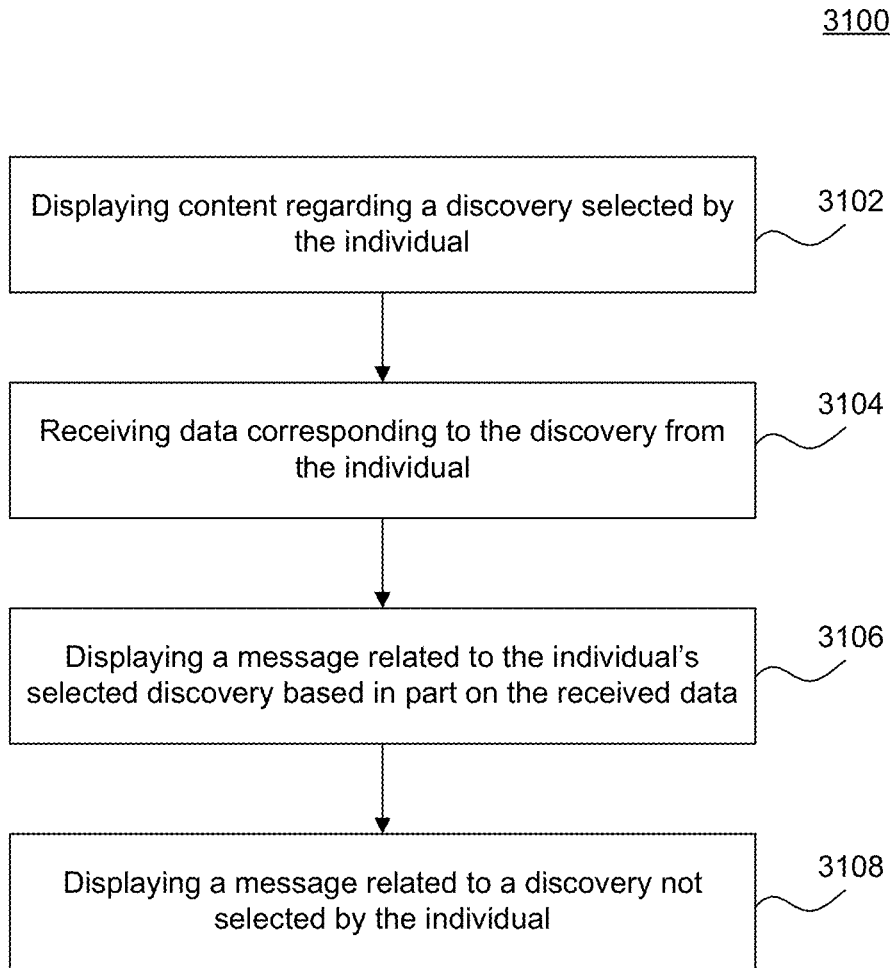 3100
Displaying content regarding a discovery selected by
the individual
3102
Receiving data corresponding to the discovery from
the individual
3104
Displaying a message related to the individual's
selected discovery based in part on the received data
3106
Displaying a message related to a discovery not
selected by the individual
3108